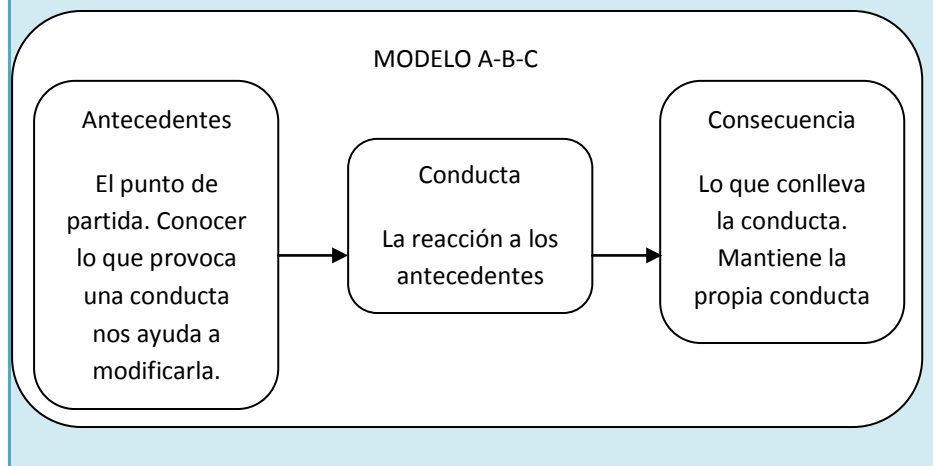 MODELO A-B-C
Antecedentes
El punto de
partida. Conocer
lo que provoca
una conducta
nos ayuda a
modificarla.
Conducta
La reacción a los
antecedentes
Consecuencia
Lo que conlleva
la conducta.
Mantiene la
propia conducta